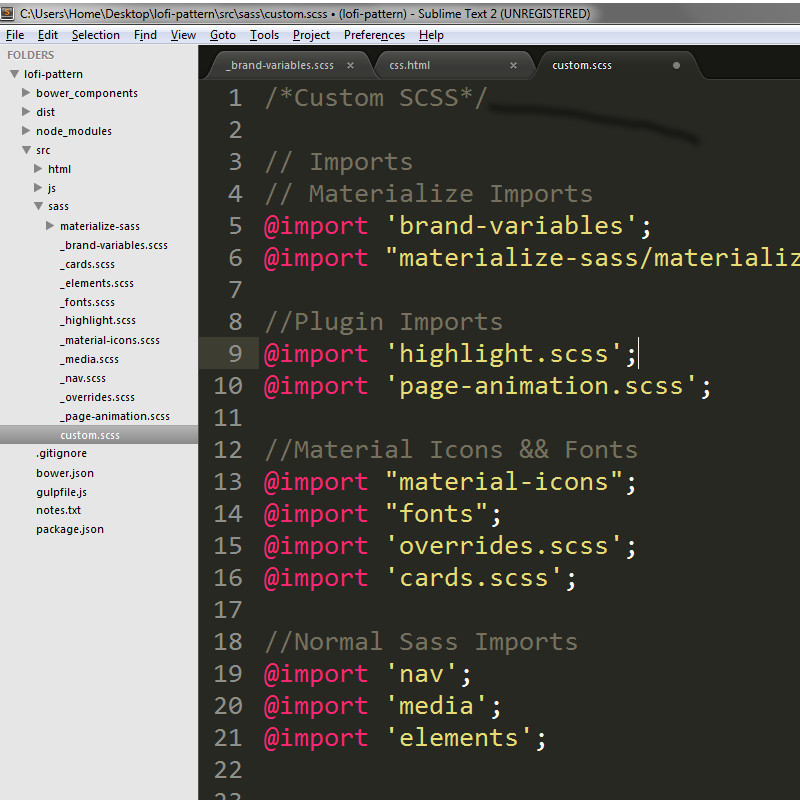 C:\Users\Home\Desktop\lofi-pattern\src\sass\custom.scss • (lofi-pattern) - Sublime Text 2 (UNREGISTERED)
File Edit Selection Find View Goto Tools Project Preferences Help
FOLDERS
lofi-pattern
bower_components
dist
node_modules
src
html
js
sass
materialize-sass
_brand-variables.scss
_cards.scss
_elements.scss
_fonts.scss
_highlight.scss
_material-icons.scss
_media.scss
_nav.scss
_overrides.scss
_page-animation.scss
custom.scss
.gitignore
bower.json
gulpfile.js
notes.txt
package.json
_brand-variables.scss × css.html × custom.scss •
1 /*Custom SCSS*/
2
3 // Imports
4 // Materialize Imports
5 @import 'brand-variables';
6 @import "materialize-sass/materializ
7
8 //Plugin Imports
9 @import 'highlight.scss';
10 @import 'page-animation.scss';
11
12 //Material Icons && Fonts
13 @import "material-icons";
14 @import "fonts";
15 @import 'overrides.scss';
16 @import 'cards.scss';
17
18 //Normal Sass Imports
19 @import 'nav';
20 @import 'media';
21 @import 'elements';
22